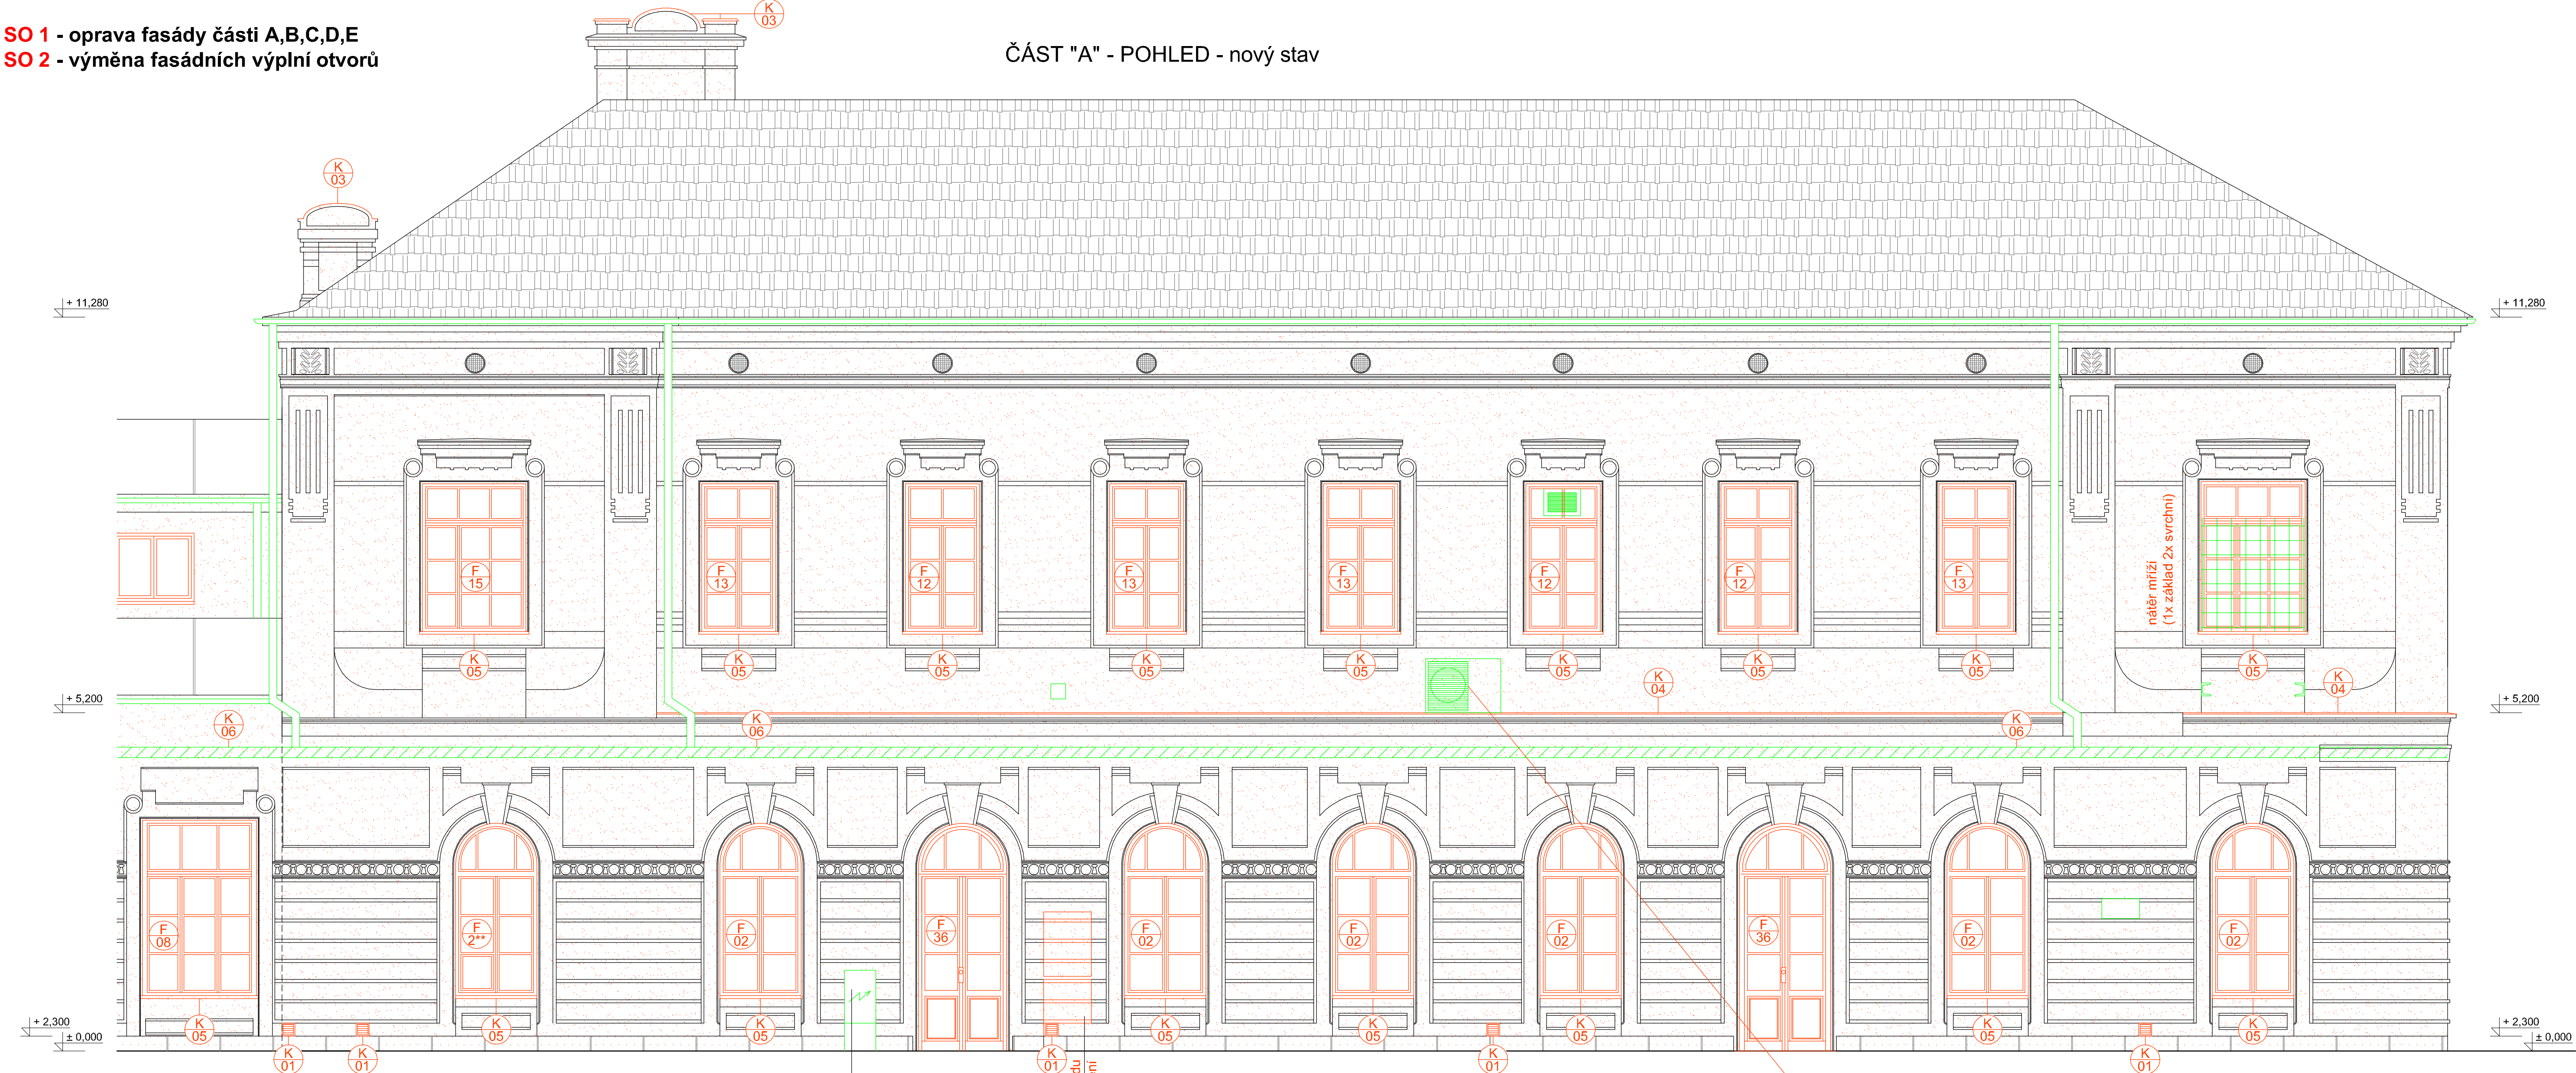 SO 1 - oprava fasády části A,B,C,D,E
SO 2 - výměna fasádních výplní otvorů
ČÁST "A" - POHLED - nový stav
K
03
K
03
+ 11,280
+ 11,280
F
15
F
13
F
12
F
13
F
13
F
12
F
12
F
13
nátěr mříží
(1x základ 2x svrchní)
K
05
K
05
K
05
K
05
K
05
K
05
K
05
K
05
K
05
K
04
K
04
+ 5,200
+ 5,200
K
06
K
06
K
06
F
08
F
2**
F
02
F
36
F
02
F
02
F
02
F
36
F
02
F
02
K
05
K
05
K
05
K
05
K
05
K
05
K
05
K
05
+ 2,300
+ 2,300
± 0,000
± 0,000
K
01
K
01
K
01
K
01
K
01